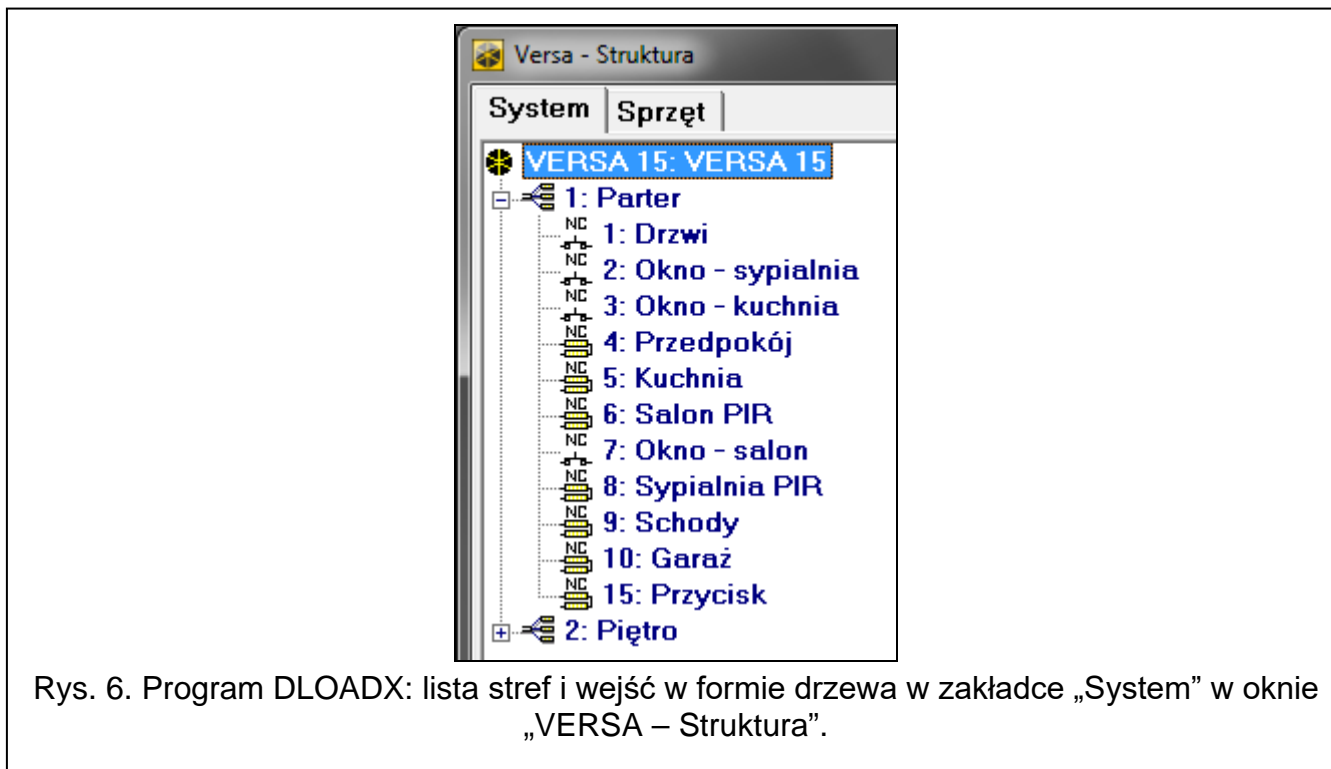 Versa - Struktura
System Sprzęt
VERSA 15: VERSA 15
1: Parter
NC 1: Drzwi
NC 2: Okno - sypialnia
NC 3: Okno - kuchnia
NC 4: Przedpokój
NC 5: Kuchnia
NC 6: Salon PIR
NC 7: Okno - salon
NC 8: Sypialnia PIR
NC 9: Schody
NC 10: Garaż
NC 15: Przycisk
2: Piętro
Rys. 6. Program DLOADX: lista stref i wejść w formie drzewa w zakładce „System” w oknie
„VERSA – Struktura”.